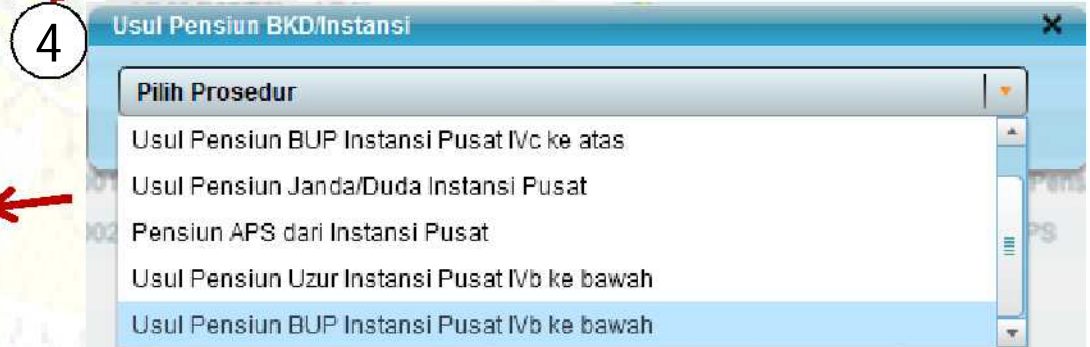 4
Usul Pensiun BKD/Instansi
Pilih Prosedur
Usul Pensiun BUP Instansi Pusat IVc ke atas
Usul Pensiun Janda/Duda Instansi Pusat
Pensiun APS dari Instansi Pusat
Usul Pensiun Uzur Instansi Pusat IVb ke bawah
Usul Pensiun BUP Instansi Pusat IVb ke bawah